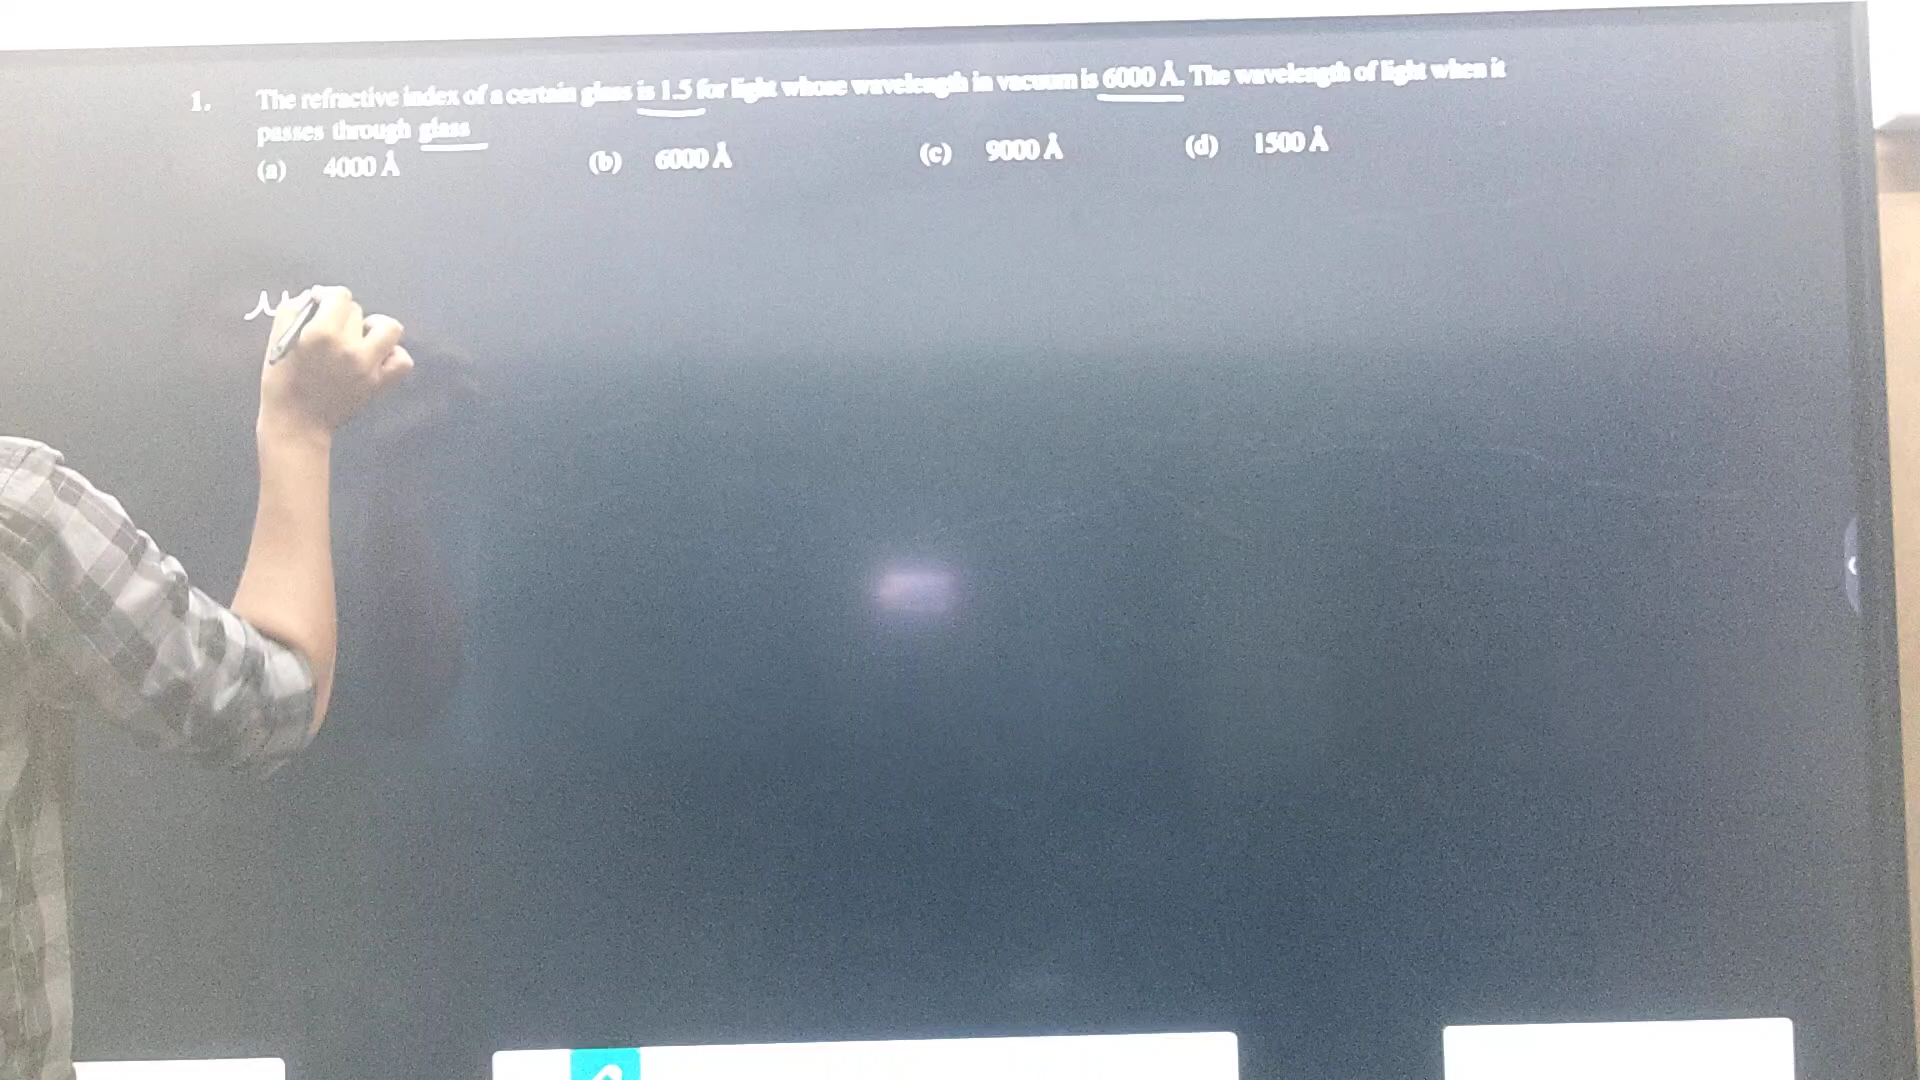 1. The refractive index of a certain glass is 1.5 for light whose wavelength in vacuum is 6000 Å. The wavelength of light when it
passes through glass
(a) 4000 Å (b) 6000 Å (c) 9000 Å (d) 1500 Å
μ